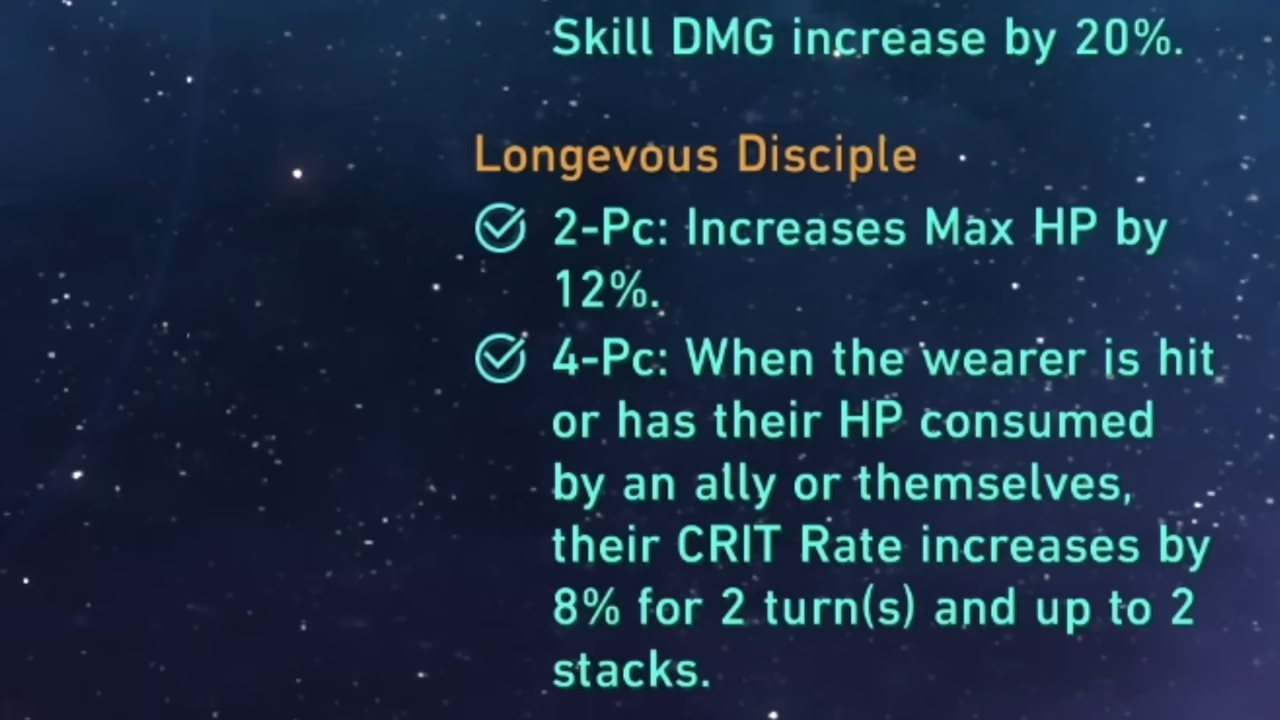 Skill DMG increase by 20%.
Longevous Disciple
2-Pc: Increases Max HP by
12%.
4-Pc: When the wearer is hit
or has their HP consumed
by an ally or themselves,
their CRIT Rate increases by
8% for 2 turn(s) and up to 2
stacks.